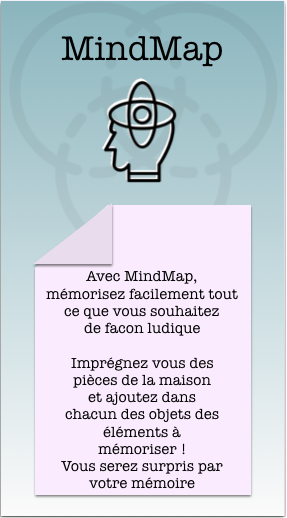 MindMap
Avec MindMap,
mémorisez facilement tout
ce que vous souhaitez
de facon ludique
Imprégnez vous des
pièces de la maison
et ajoutez dans
chacun des objets des
éléments à
mémoriser !
Vous serez surpris par
votre mémoire